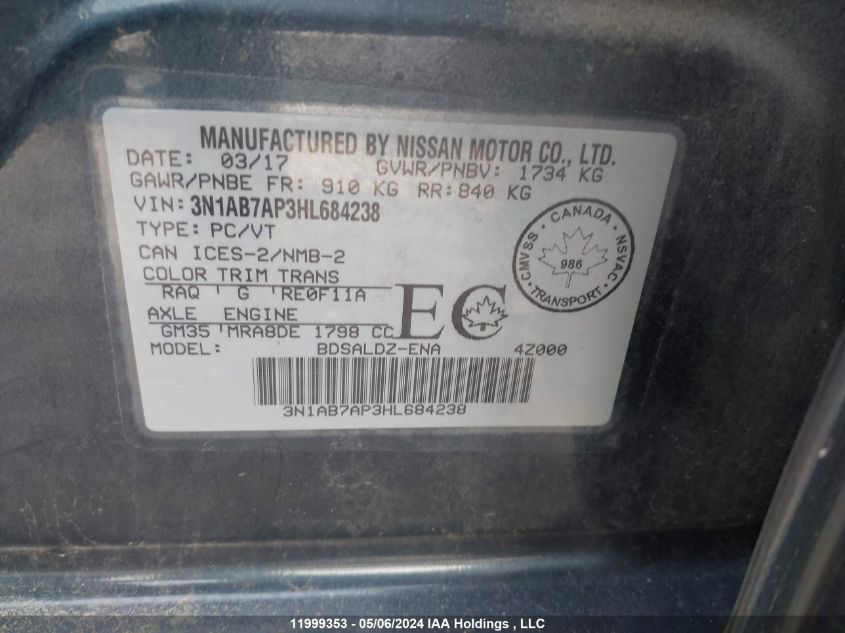 MANUFACTURED BY NISSAN MOTOR CO., LTD.
DATE: 03/17 GVWR/PNBV: 1734 KG
GAWR/PNBE FR: 910 KG RR:840 KG
VIN: 3N1AB7AP3HL684238
TYPE: PC/VT
CAN ICES-2/NMB-2
COLOR TRIM TRANS
RAQ G RE0F11A
AXLE ENGINE
GM35 MRA8DE 1798 CC
EC
MODEL: BDSALDZ-ENA 4Z000
3N1AB7AP3HL684238
CANADA
CMVSS NSVAC
986
TRANSPORT
11999353 - 05/06/2024 IAA Holdings , LLC